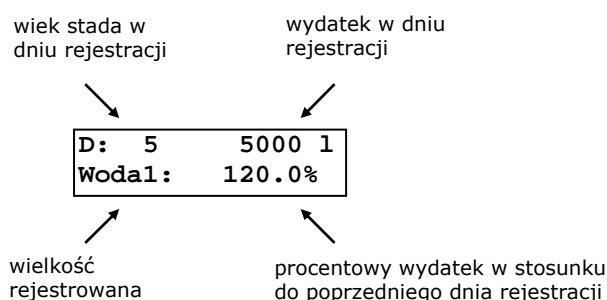 wiek stada w
dniu rejestracji
wydatek w dniu
rejestracji
D: 5 5000 l
Woda1: 120.0%
wielkość
rejestrowana
procentowy wydatek w stosunku
do poprzedniego dnia rejestracji